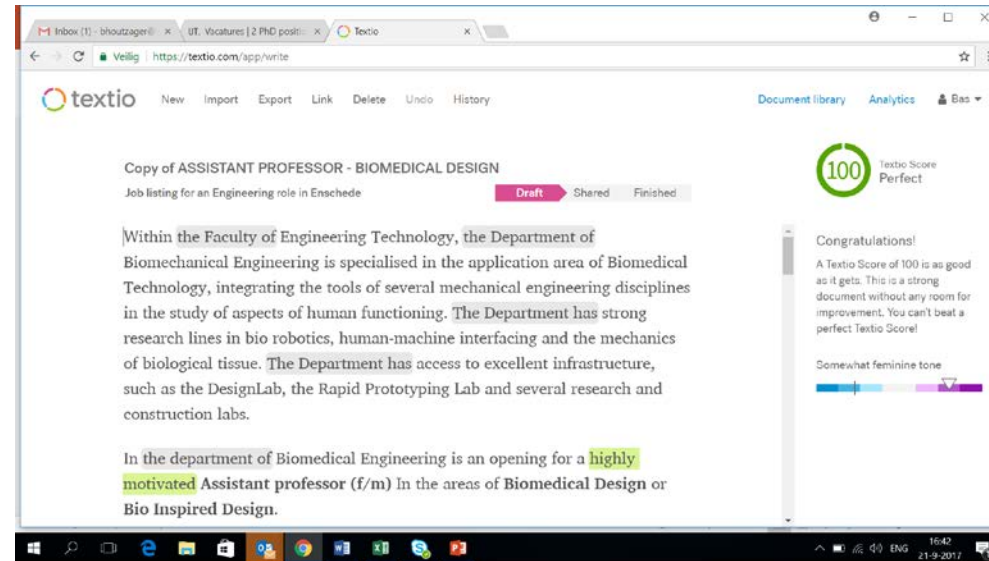 Inbox (1) - bhoutzager@
UT. Vacatures | 2 PhD positi
Textio
Veilig https://textio.com/app/write
textio New Import Export Link Delete Undo History Document library Analytics Bas
Copy of ASSISTANT PROFESSOR - BIOMEDICAL DESIGN
Job listing for an Engineering role in Enschede
Draft Shared Finished
100
Textio Score
Perfect
Within the Faculty of Engineering Technology, the Department of
Biomechanical Engineering is specialised in the application area of Biomedical
Technology, integrating the tools of several mechanical engineering disciplines
in the study of aspects of human functioning. The Department has strong
research lines in bio robotics, human-machine interfacing and the mechanics
of biological tissue. The Department has access to excellent infrastructure,
such as the DesignLab, the Rapid Prototyping Lab and several research and
construction labs.
In the department of Biomedical Engineering is an opening for a highly
motivated Assistant professor (f/m) In the areas of Biomedical Design or
Bio Inspired Design.
Congratulations!
A Textio Score of 100 is as good
as it gets. This is a strong
document without any room for
improvement. You can't beat a
perfect Textio Score!
Somewhat feminine tone
ENG
16:42
21-9-2017